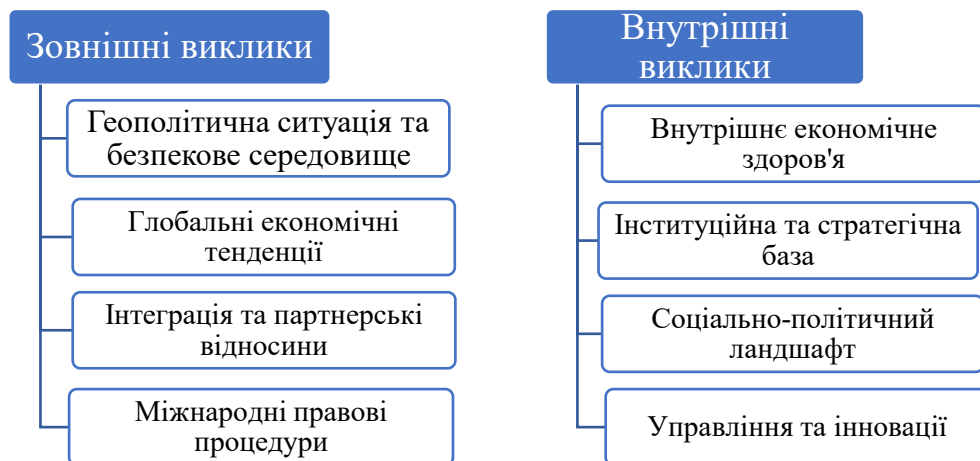 Зовнішні виклики
Геополітична ситуація та
безпекове середовище
Глобальні економічні
тенденції
Інтеграція та партнерські
відносини
Міжнародні правові
процедури
Внутрішні
виклики
Внутрішнє економічне
здоров'я
Інституційна та стратегічна
база
Соціально-політичний
ландшафт
Управління та інновації